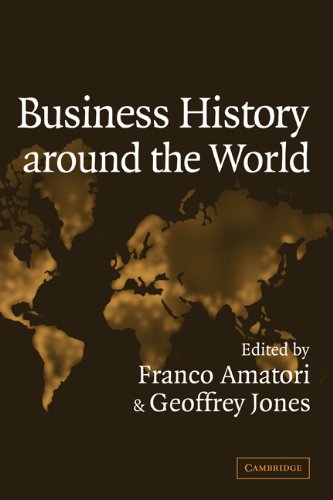 Business History
around the World
Edited by
Franco Amatori
& Geoffrey Jones
CAMBRIDGE